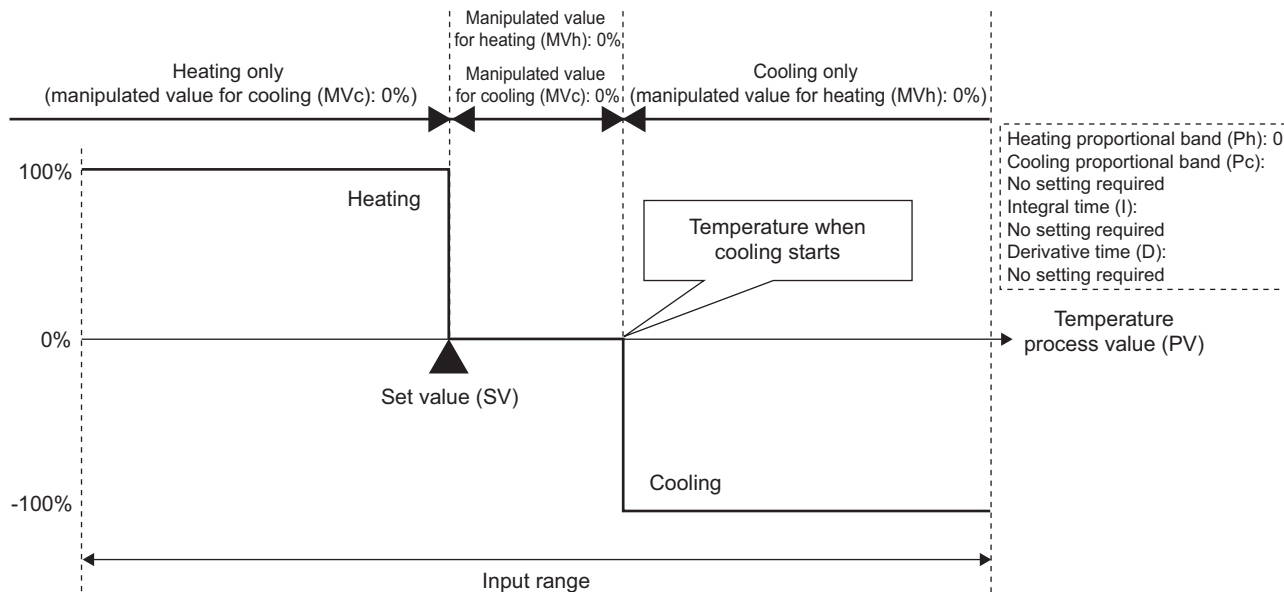 Manipulated value
for heating (MVh): 0%
Heating only
(manipulated value for cooling (MVc): 0%)
Manipulated value
for cooling (MVc): 0%
Cooling only
(manipulated value for heating (MVh): 0%)
Heating proportional band (Ph): 0
Cooling proportional band (Pc):
No setting required
Integral time (I):
No setting required
Derivative time (D):
No setting required
100%
Heating
Temperature when
cooling starts
0%
Temperature
process value (PV)
Set value (SV)
Cooling
-100%
Input range